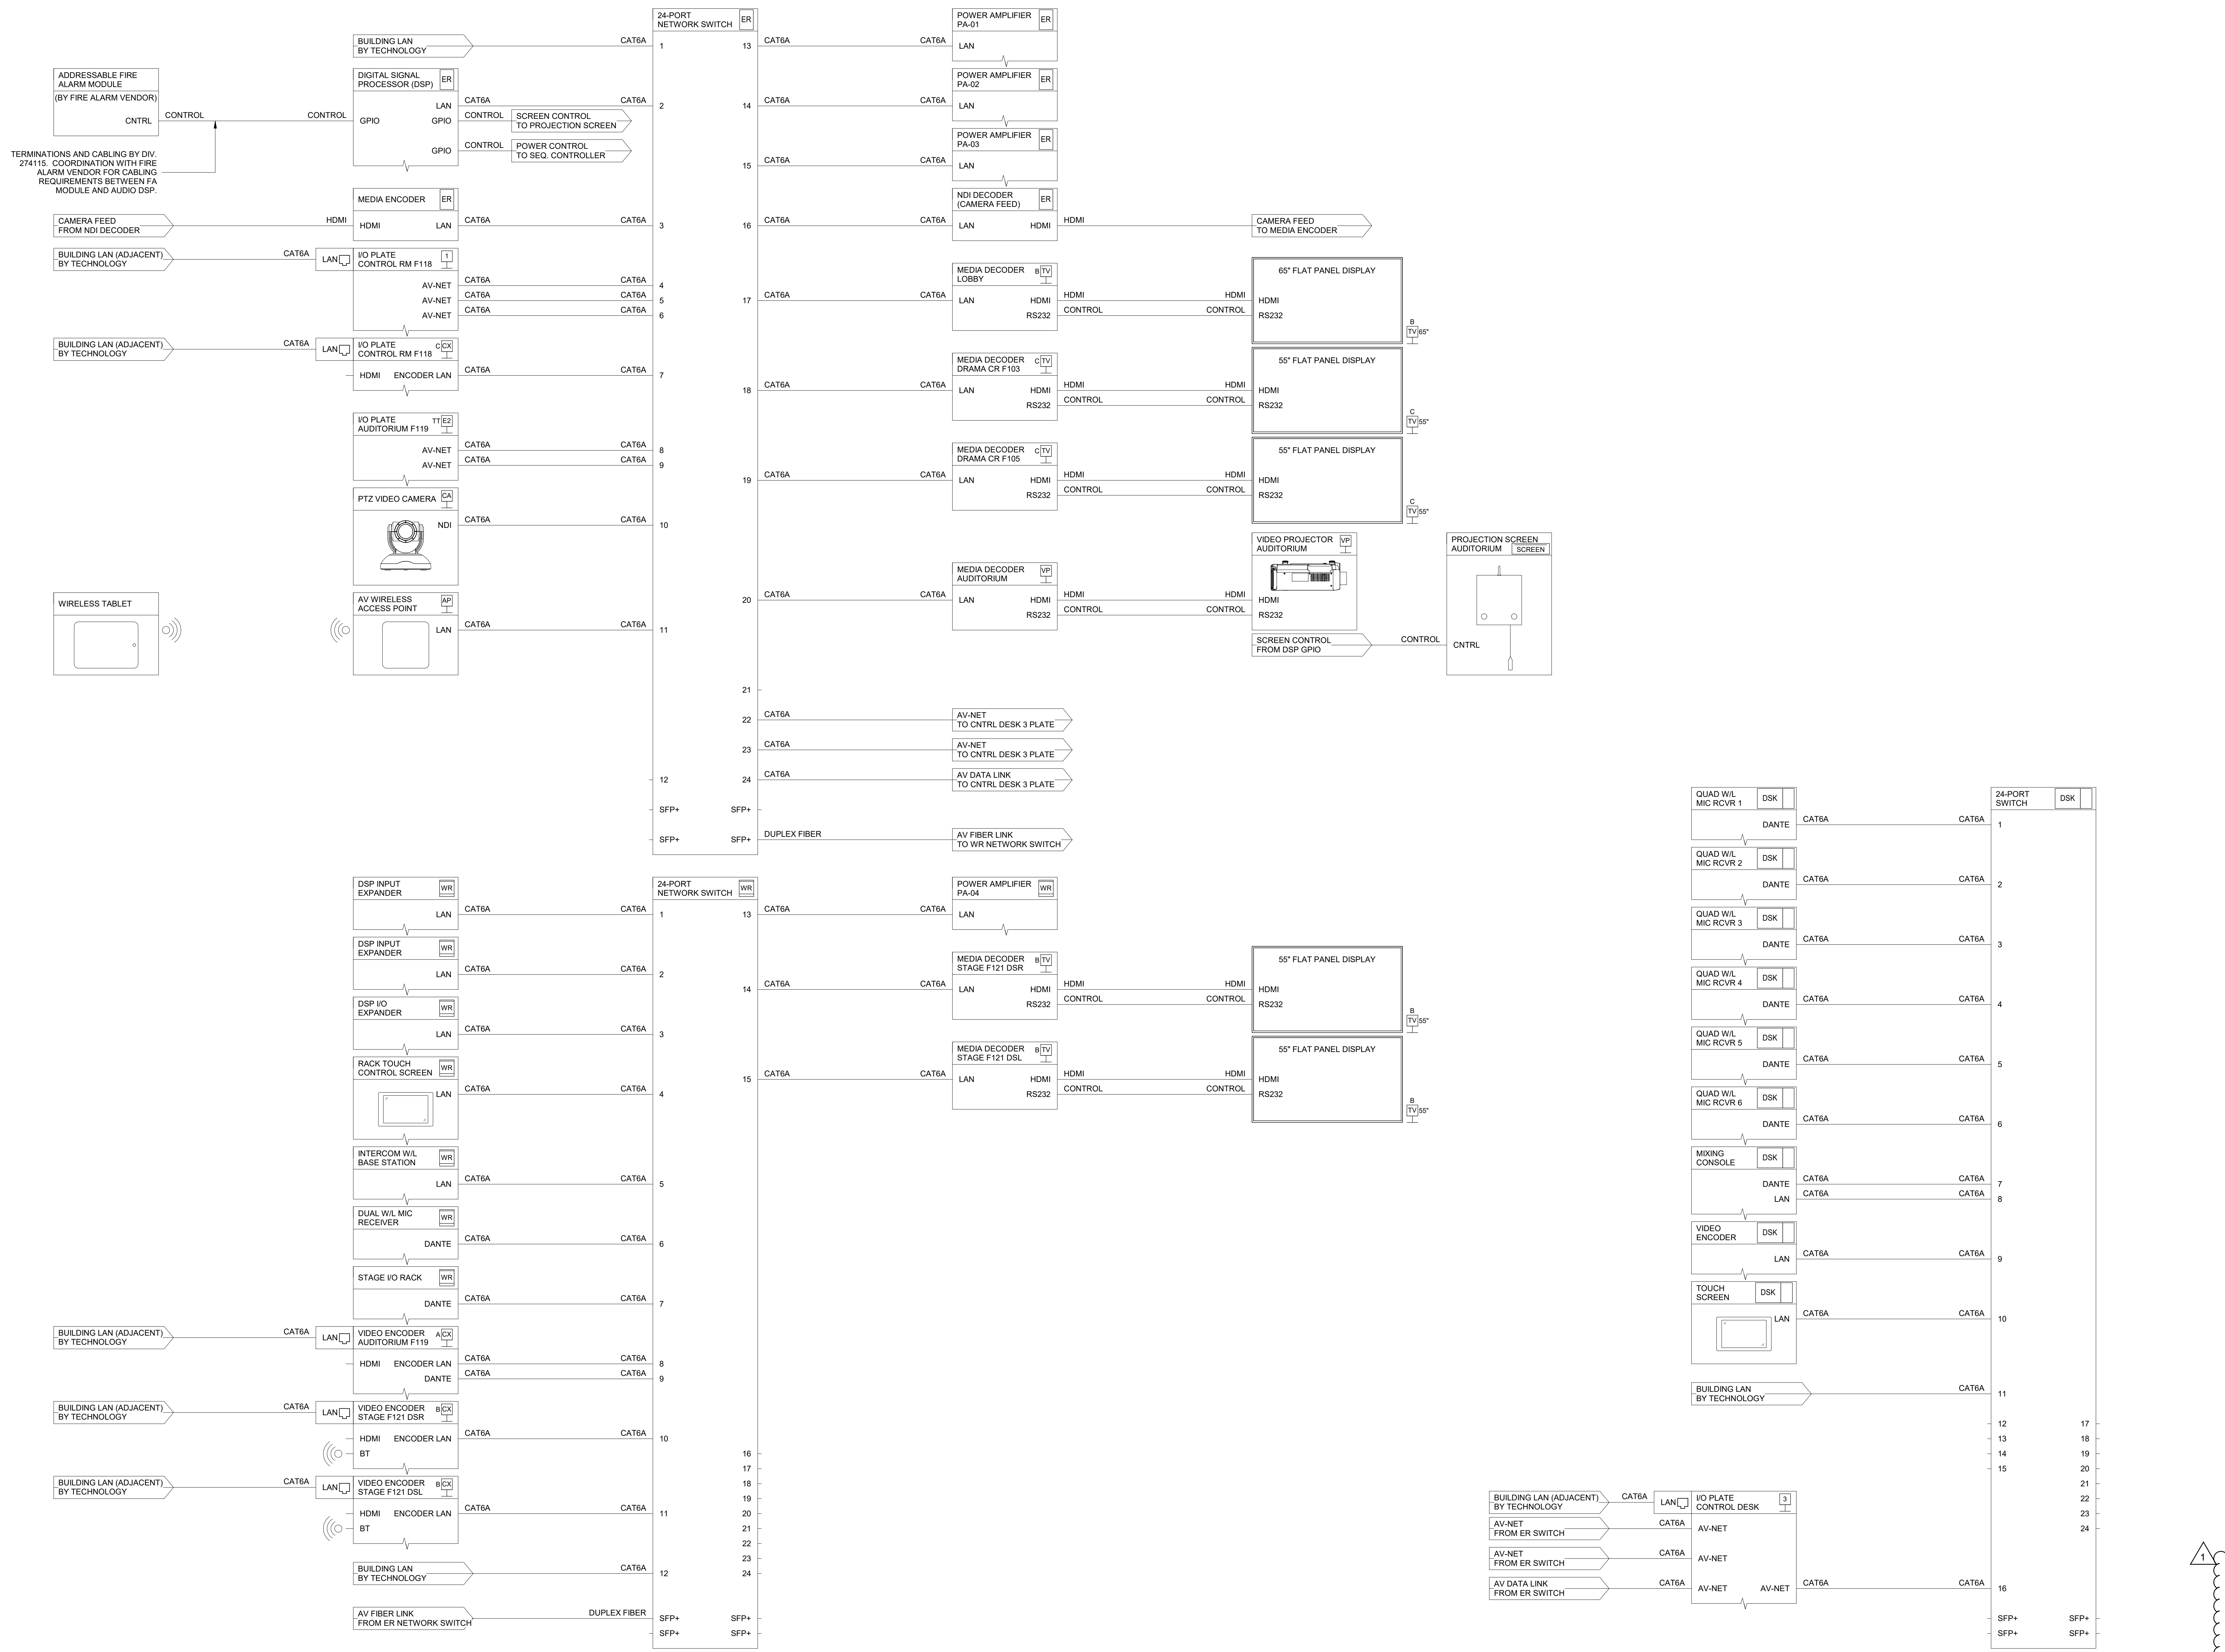 24-PORT
NETWORK SWITCH ER
BUILDING LAN
BY TECHNOLOGY
CAT6A
1
13 CAT6A CAT6A
POWER AMPLIFIER
PA-01 ER
LAN
ADDRESSABLE FIRE
ALARM MODULE
(BY FIRE ALARM VENDOR)
CNTRL CONTROL CONTROL
DIGITAL SIGNAL
PROCESSOR (DSP) ER
LAN CAT6A CAT6A 2
GPIO GPIO CONTROL
SCREEN CONTROL
TO PROJECTION SCREEN
GPIO CONTROL
POWER CONTROL
TO SEQ. CONTROLLER
TERMINATIONS AND CABLING BY DIV.
274115. COORDINATION WITH FIRE
ALARM VENDOR FOR CABLING
REQUIREMENTS BETWEEN FA
MODULE AND AUDIO DSP.
14 CAT6A CAT6A
POWER AMPLIFIER
PA-02 ER
LAN
15 CAT6A CAT6A
POWER AMPLIFIER
PA-03 ER
LAN
CAMERA FEED
FROM NDI DECODER
HDMI
MEDIA ENCODER ER
HDMI LAN CAT6A CAT6A 3
16 CAT6A CAT6A
NDI DECODER
(CAMERA FEED) ER
LAN HDMI HDMI
CAMERA FEED
TO MEDIA ENCODER
BUILDING LAN (ADJACENT)
BY TECHNOLOGY
CAT6A LAN
I/O PLATE
CONTROL RM F118 1
AV-NET CAT6A CAT6A 4
AV-NET CAT6A CAT6A 5
AV-NET CAT6A CAT6A 6
17 CAT6A CAT6A
MEDIA DECODER
LOBBY B TV
LAN HDMI HDMI HDMI HDMI
RS232 CONTROL CONTROL RS232
65" FLAT PANEL DISPLAY
B
TV 65"
BUILDING LAN (ADJACENT)
BY TECHNOLOGY
CAT6A LAN
I/O PLATE
CONTROL RM F118 C CX
HDMI ENCODER LAN CAT6A CAT6A 7
18 CAT6A CAT6A
MEDIA DECODER
DRAMA CR F103 C TV
LAN HDMI HDMI HDMI HDMI
RS232 CONTROL CONTROL RS232
55" FLAT PANEL DISPLAY
C
TV 55"
I/O PLATE
AUDITORIUM F119 TT E2
AV-NET CAT6A CAT6A 8
AV-NET CAT6A CAT6A 9
19 CAT6A CAT6A
MEDIA DECODER
DRAMA CR F105 C TV
LAN HDMI HDMI HDMI HDMI
RS232 CONTROL CONTROL RS232
55" FLAT PANEL DISPLAY
C
TV 55"
PTZ VIDEO CAMERA CA
NDI CAT6A CAT6A 10
WIRELESS TABLET
AV WIRELESS
ACCESS POINT AP
LAN CAT6A CAT6A 11
20 CAT6A CAT6A
MEDIA DECODER
AUDITORIUM VP
LAN HDMI HDMI HDMI HDMI
RS232 CONTROL CONTROL RS232
VIDEO PROJECTOR
AUDITORIUM VP
SCREEN CONTROL
FROM DSP GPIO
CONTROL CNTRL
PROJECTION SCREEN
AUDITORIUM SCREEN
21
22 CAT6A
AV-NET
TO CNTRL DESK 3 PLATE
23 CAT6A
AV-NET
TO CNTRL DESK 3 PLATE
12 24 CAT6A
AV DATA LINK
TO CNTRL DESK 3 PLATE
SFP+ SFP+
SFP+ SFP+ DUPLEX FIBER
AV FIBER LINK
TO WR NETWORK SWITCH
24-PORT
NETWORK SWITCH WR
DSP INPUT
EXPANDER WR
LAN CAT6A CAT6A 1
13 CAT6A CAT6A
POWER AMPLIFIER
PA-04 WR
LAN
DSP INPUT
EXPANDER WR
LAN CAT6A CAT6A 2
14 CAT6A CAT6A
MEDIA DECODER
STAGE F121 DSR B TV
LAN HDMI HDMI HDMI HDMI
RS232 CONTROL CONTROL RS232
55" FLAT PANEL DISPLAY
B
TV 55"
DSP I/O
EXPANDER WR
LAN CAT6A CAT6A 3
RACK TOUCH
CONTROL SCREEN WR
LAN CAT6A CAT6A 4
15 CAT6A CAT6A
MEDIA DECODER
STAGE F121 DSL B TV
LAN HDMI HDMI HDMI HDMI
RS232 CONTROL CONTROL RS232
55" FLAT PANEL DISPLAY
B
TV 55"
INTERCOM W/L
BASE STATION WR
LAN CAT6A CAT6A 5
DUAL W/L MIC
RECEIVER WR
DANTE CAT6A CAT6A 6
STAGE I/O RACK WR
DANTE CAT6A CAT6A 7
BUILDING LAN (ADJACENT)
BY TECHNOLOGY
CAT6A LAN
VIDEO ENCODER
AUDITORIUM F119 A CX
HDMI ENCODER LAN CAT6A CAT6A 8
DANTE CAT6A CAT6A 9
BUILDING LAN (ADJACENT)
BY TECHNOLOGY
CAT6A LAN
VIDEO ENCODER
STAGE F121 DSR B CX
HDMI ENCODER LAN CAT6A CAT6A 10
BT
BUILDING LAN (ADJACENT)
BY TECHNOLOGY
CAT6A LAN
VIDEO ENCODER
STAGE F121 DSL B CX
HDMI ENCODER LAN CAT6A CAT6A 11
BT
16
17
18
19
20
21
22
23
BUILDING LAN
BY TECHNOLOGY
CAT6A 12 24
AV FIBER LINK
FROM ER NETWORK SWITCH
DUPLEX FIBER SFP+ SFP+
SFP+ SFP+
24-PORT
SWITCH DSK
QUAD W/L
MIC RCVR 1 DSK
DANTE CAT6A CAT6A 1
QUAD W/L
MIC RCVR 2 DSK
DANTE CAT6A CAT6A 2
QUAD W/L
MIC RCVR 3 DSK
DANTE CAT6A CAT6A 3
QUAD W/L
MIC RCVR 4 DSK
DANTE CAT6A CAT6A 4
QUAD W/L
MIC RCVR 5 DSK
DANTE CAT6A CAT6A 5
QUAD W/L
MIC RCVR 6 DSK
DANTE CAT6A CAT6A 6
MIXING
CONSOLE DSK
DANTE CAT6A CAT6A 7
LAN CAT6A CAT6A 8
VIDEO
ENCODER DSK
LAN CAT6A CAT6A 9
TOUCH
SCREEN DSK
LAN CAT6A CAT6A 10
BUILDING LAN
BY TECHNOLOGY
CAT6A 11
12 17
13 18
14 19
15 20
21
22
23
24
BUILDING LAN (ADJACENT)
BY TECHNOLOGY
CAT6A LAN
I/O PLATE
CONTROL DESK 3
AV-NET
FROM ER SWITCH
CAT6A AV-NET
AV-NET
FROM ER SWITCH
CAT6A AV-NET
AV DATA LINK
FROM ER SWITCH
CAT6A AV-NET AV-NET CAT6A CAT6A 16
SFP+ SFP+
SFP+ SFP+
1